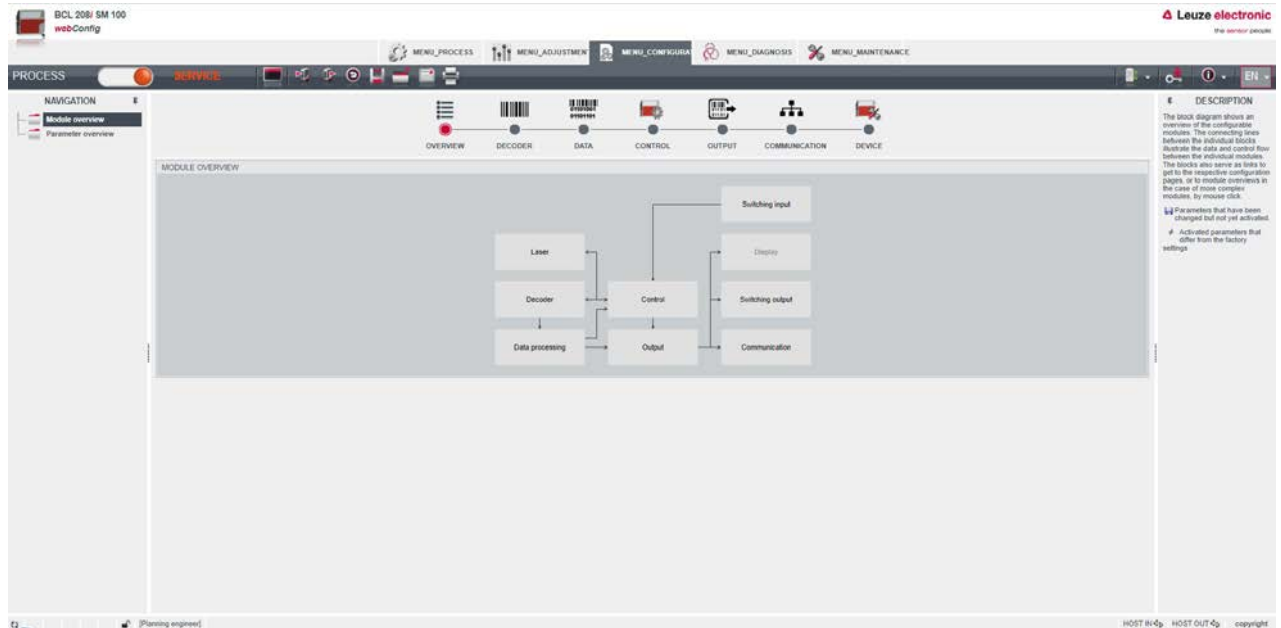 BCL 208i SM 100
webConfig
Leuze electronic
the sensor people
MENU_PROCESS
MENU_ADJUSTMEN
MENU_CONFIGURA
MENU_DIAGNOSIS
MENU_MAINTENANCE
PROCESS
SERVICE
EN
NAVIGATION
Module overview
Parameter overview
OVERVIEW
DECODER
DATA
CONTROL
OUTPUT
COMMUNICATION
DEVICE
MODULE OVERVIEW
Switching input
Laser
Display
Decoder
Control
Switching output
Data processing
Output
Communication
DESCRIPTION
The block diagram shows an
overview of the configurable
modules. The connecting lines
between the individual blocks
illustrate the data and control flow
between the individual modules.
The blocks also serve as links to
get to the respective configuration
pages, or to module overviews in
the case of more complex
modules, by mouse click.
Parameters that have been
changed but not yet activated.
Activated parameters that
differ from the factory
settings
[Planning engineer]
HOST IN
HOST OUT
copyright